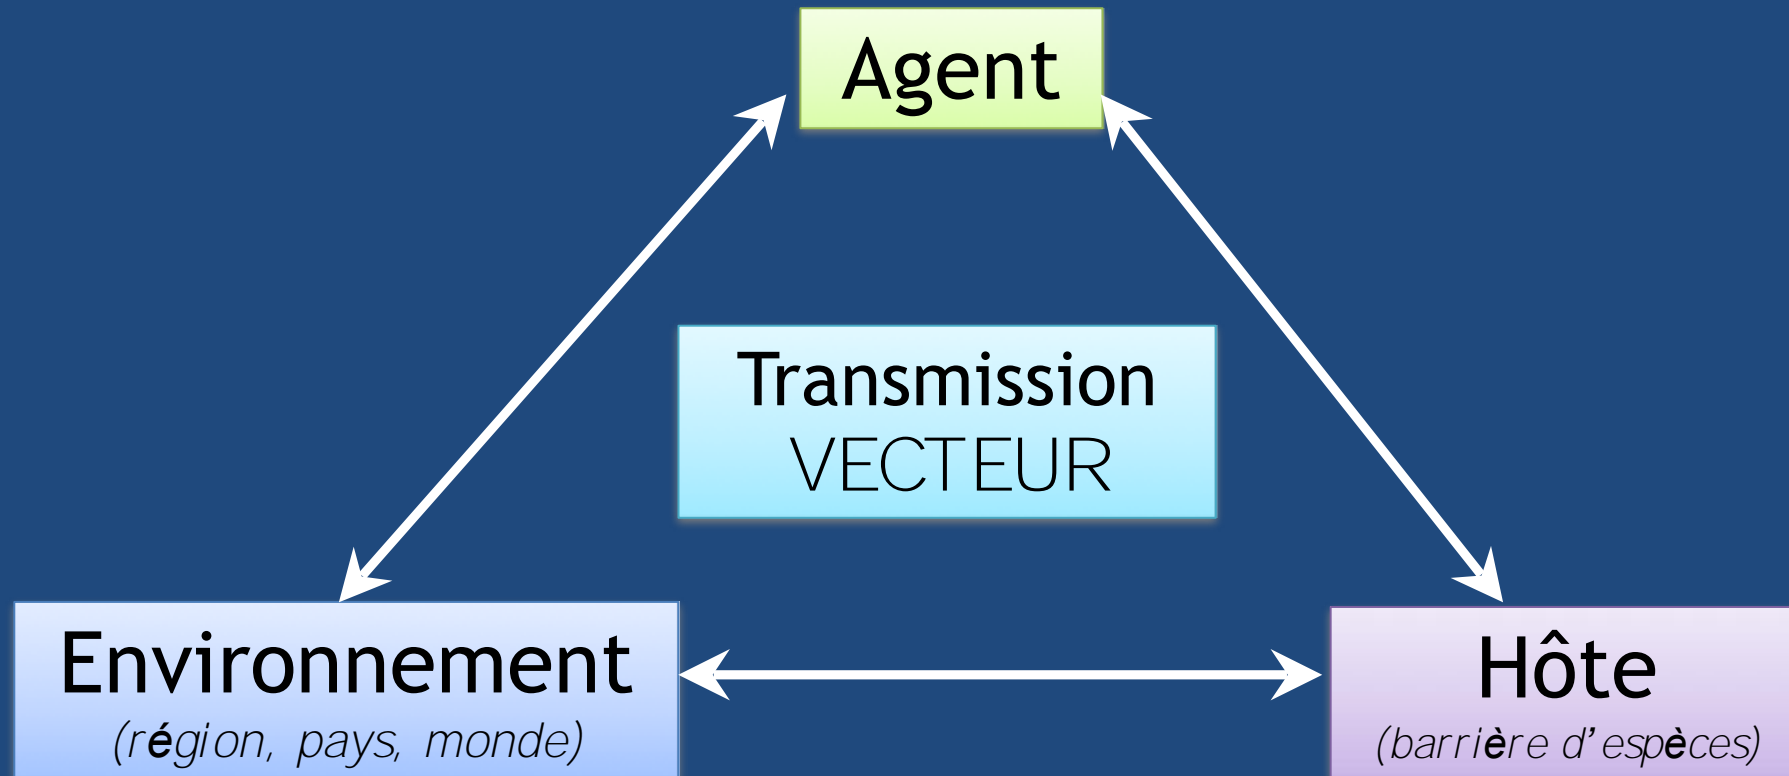 Agent
Transmission
VECTEUR
Environnement
(région, pays, monde)
Hôte
(barrière d'espèces)